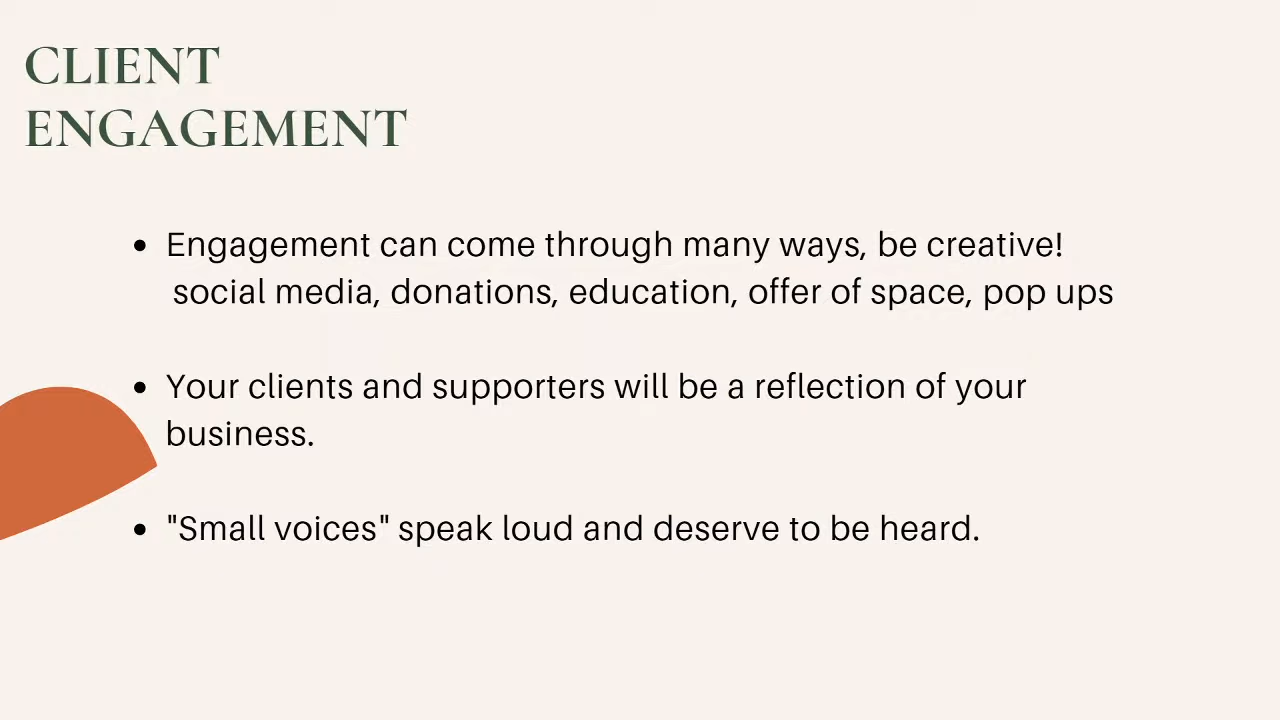 CLIENT
ENGAGEMENT
• Engagement can come through many ways, be creative!
social media, donations, education, offer of space, pop ups
• Your clients and supporters will be a reflection of your
business.
• "Small voices" speak loud and deserve to be heard.